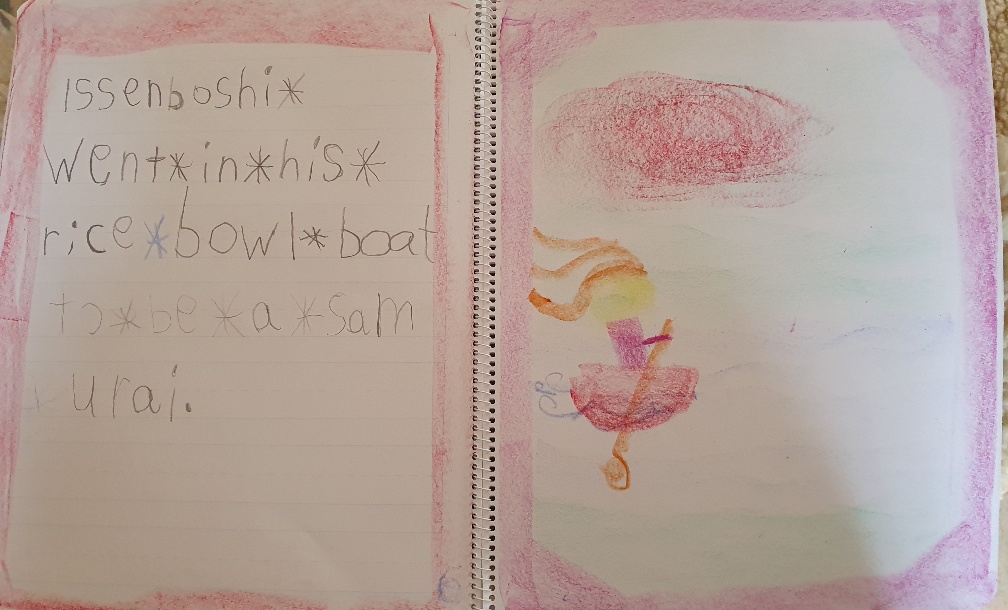 Issenboshi*
went*in*his*
rice*bowl*boat
to*be*a*sam
urai.